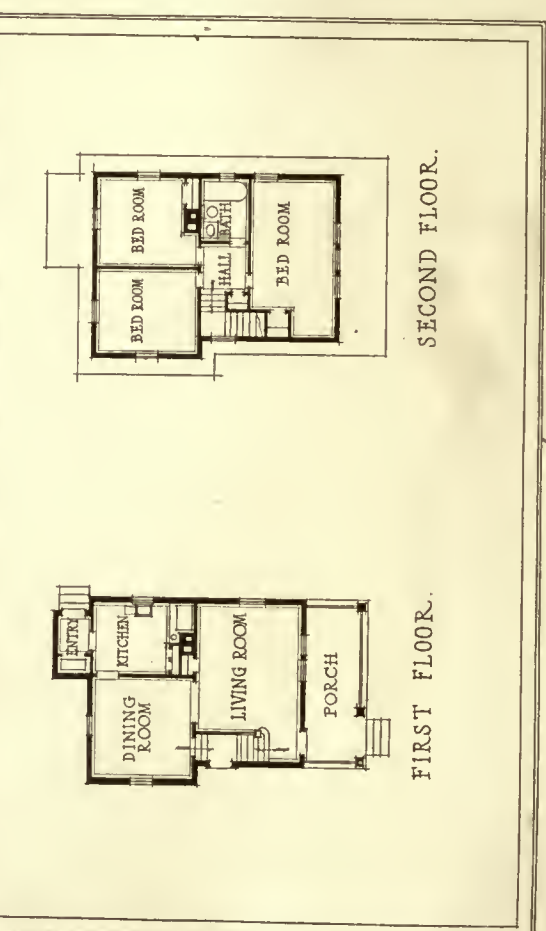 BED ROOM
BED ROOM
BATH
HALL
BED ROOM
SECOND FLOOR.
ENTRY
KITCHEN
DINING
ROOM
LIVING ROOM
PORCH
FIRST FLOOR.